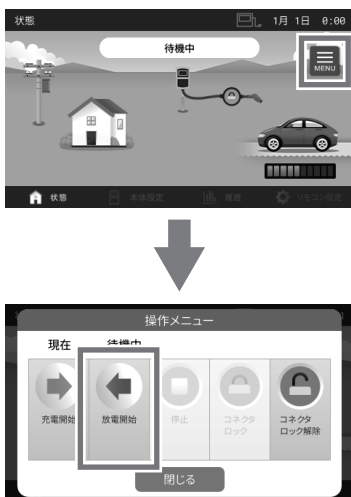 状態
1月 1日 0:00
待機中
MENU
状態
本体設定
履歴
リモコン設定
操作メニュー
現在
待機中
充電開始
放電開始
停止
コネクタ
ロック
コネクタ
ロック解除
閉じる